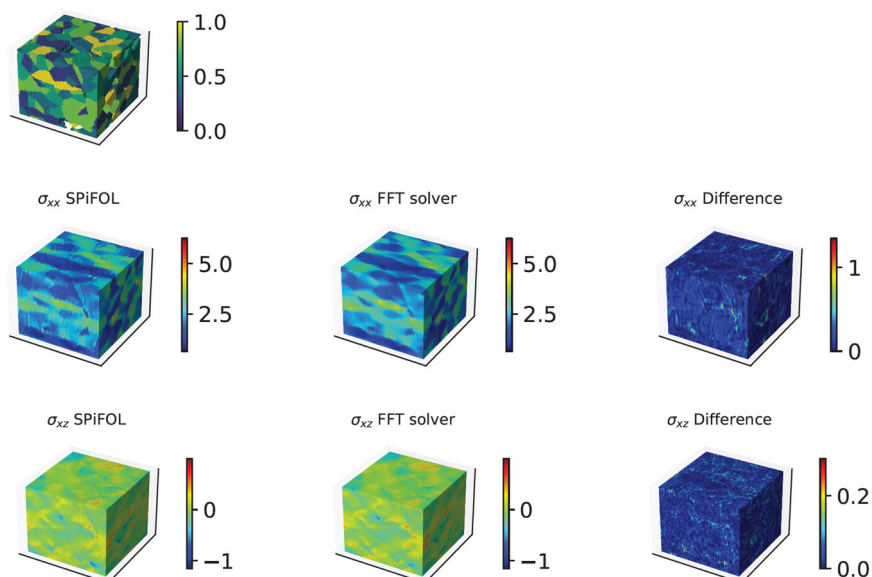 1.0
0.5
0.0
σxx SPiFOL
σxx FFT solver
σxx Difference
5.0
2.5
5.0
2.5
1
0
σxz SPiFOL
σxz FFT solver
σxz Difference
0
−1
0
−1
0.2
0.0